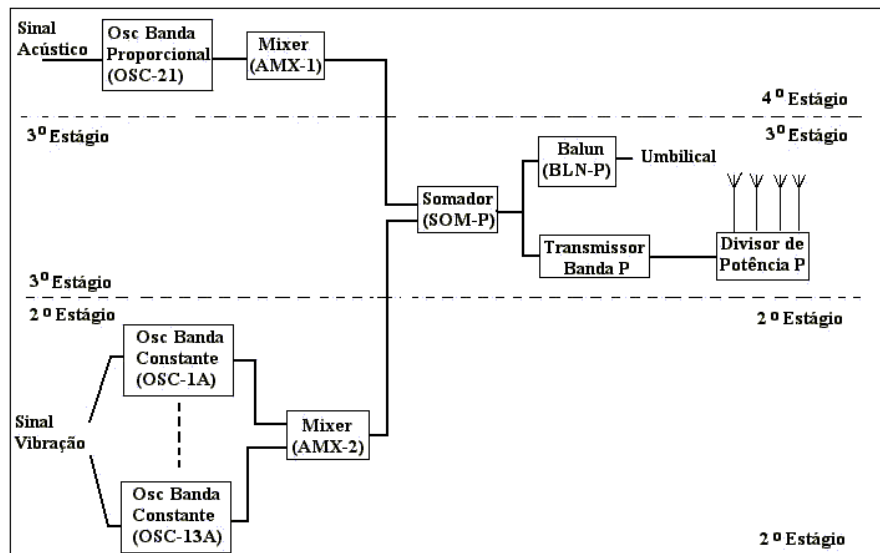 Sinal
Acústico
Osc Banda
Proporcional
(OSC-21)
Mixer
(AMX-1)
4º Estágio
3º Estágio
3º Estágio
Balun
(BLN-P)
Umbilical
Somador
(SOM-P)
Transmissor
Banda P
Divisor de
Potência P
3º Estágio
2º Estágio
2º Estágio
Osc Banda
Constante
(OSC-1A)
Sinal
Vibração
Mixer
(AMX-2)
Osc Banda
Constante
(OSC-13A)
2º Estágio